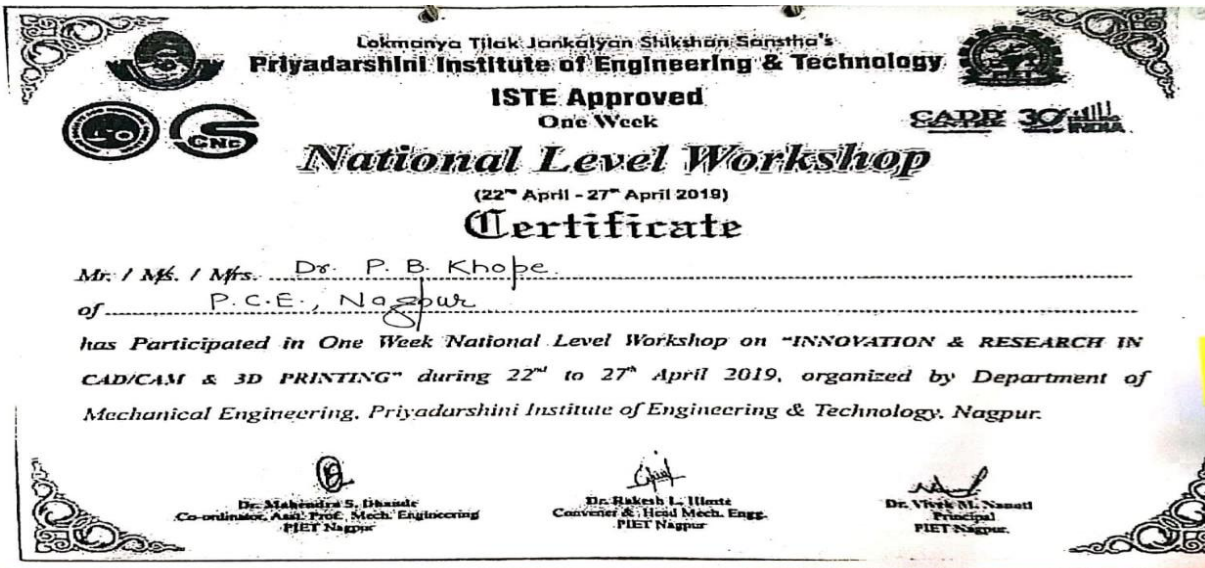 Lokmanya Tilak Jankalyan Shikshan Sanstha's
Priyadarshini Institute of Engineering & Technology
ISTE Approved
One Week
CNC
CADD CENTRE 30 INDIA
National Level Workshop
(22nd April - 27th April 2019)
Certificate
Mr. / Ms. / Mrs. Dr. P. B. Khope.
of P.C.E., Nagpur
has Participated in One Week National Level Workshop on "INNOVATION & RESEARCH IN
CAD/CAM & 3D PRINTING" during 22nd to 27th April 2019, organized by Department of
Mechanical Engineering, Priyadarshini Institute of Engineering & Technology, Nagpur.
Dr. Mahendra S. Dhande
Co-ordinator, Asst. Prof., Mech. Engineering
PIET Nagpur
Dr. Rakesh L. Himte
Convener & Head Mech. Engg.
PIET Nagpur
Dr. Vivek M. Nanoti
Principal
PIET Nagpur.